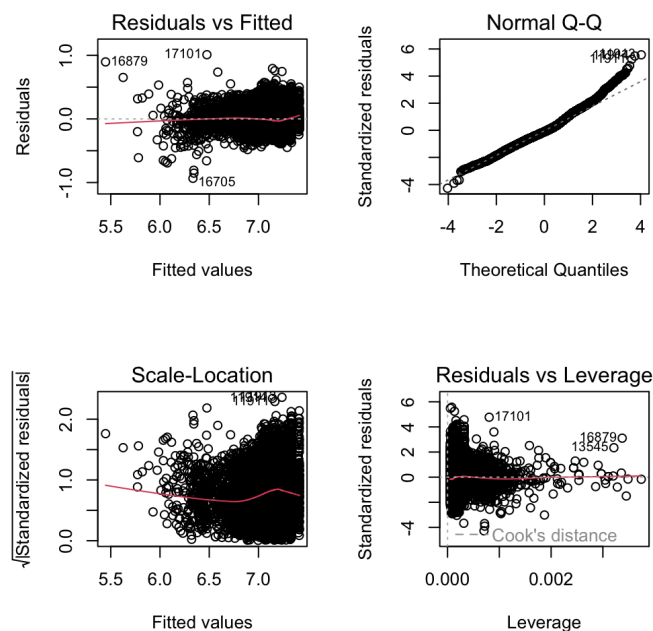 Residuals vs Fitted
Residuals
1.0
0.0
-1.0
16879
17101
16705
5.5 6.0 6.5 7.0
Fitted values
Normal Q-Q
Standardized residuals
6
4
2
0
-4
-4 -2 0 2 4
Theoretical Quantiles
Scale-Location
√|Standardized residuals|
2.0
1.0
0.0
5.5 6.0 6.5 7.0
Fitted values
Residuals vs Leverage
Standardized residuals
6
4
2
0
-4
17101
16879
13545
Cook's distance
0.000 0.002
Leverage